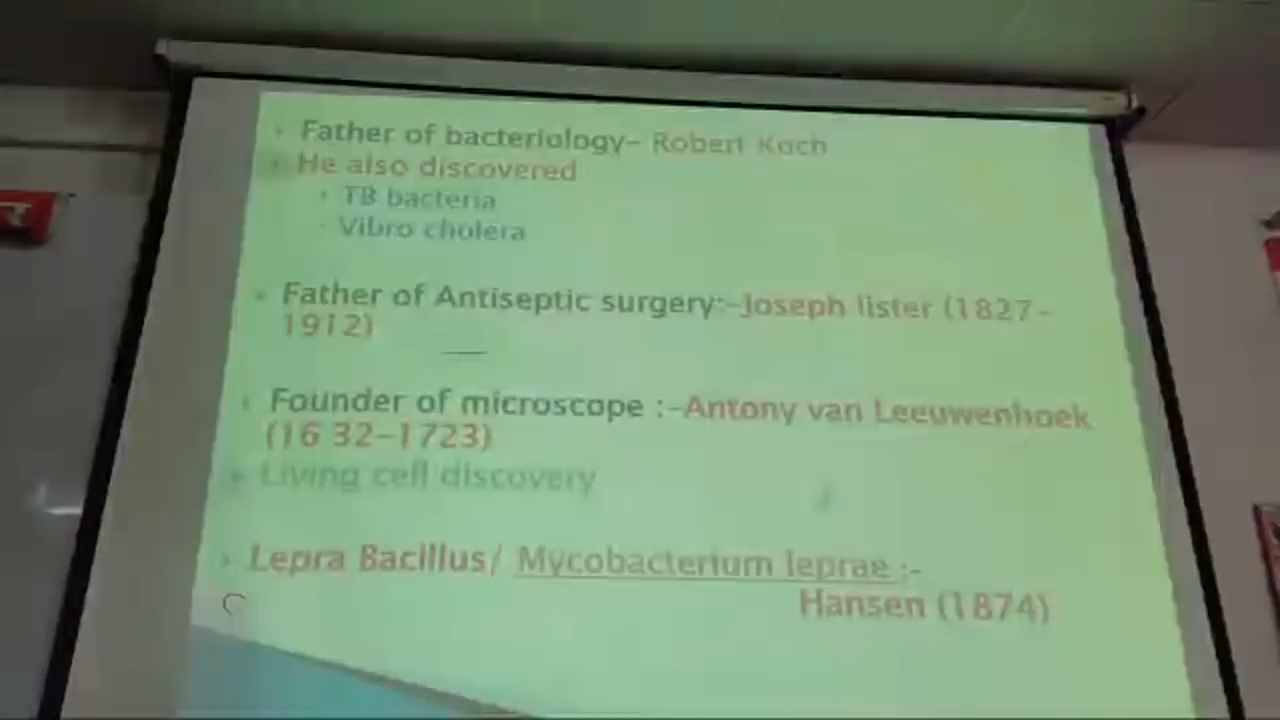 Father of bacteriology- Robert Koch
He also discovered
TB bacteria
Vibro cholera
Father of Antiseptic surgery:-Joseph lister (1827-
1912)
Founder of microscope :-Antony van Leeuwenhoek
(16 32-1723)
Living cell discovery
Lepra Bacillus/ Mycobacterium leprae :-
Hansen (1874)